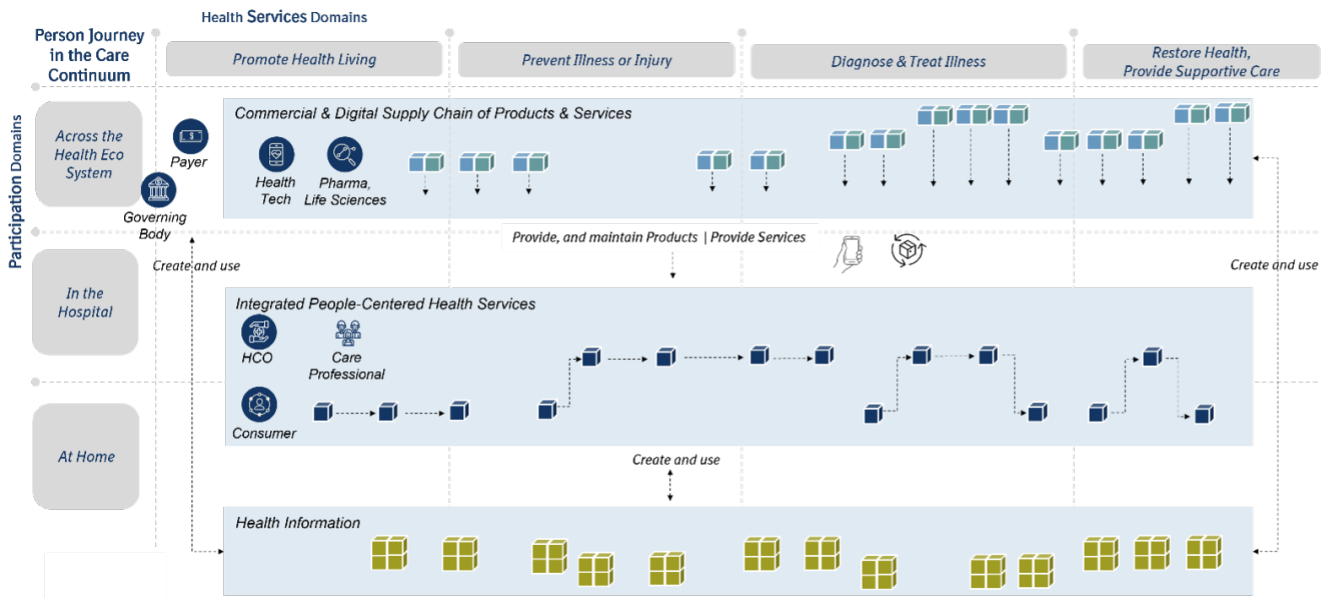 Health Services Domains
Person Journey
in the Care
Continuum
Promote Health Living
Prevent Illness or Injury
Diagnose & Treat Illness
Restore Health,
Provide Supportive Care
Participation Domains
Across the
Health Eco
System
Payer
Governing
Body
Commercial & Digital Supply Chain of Products & Services
Health
Tech
Pharma,
Life Sciences
Provide, and maintain Products | Provide Services
Create and use
Create and use
In the
Hospital
Integrated People-Centered Health Services
HCO
Care
Professional
Consumer
At Home
Create and use
Health Information